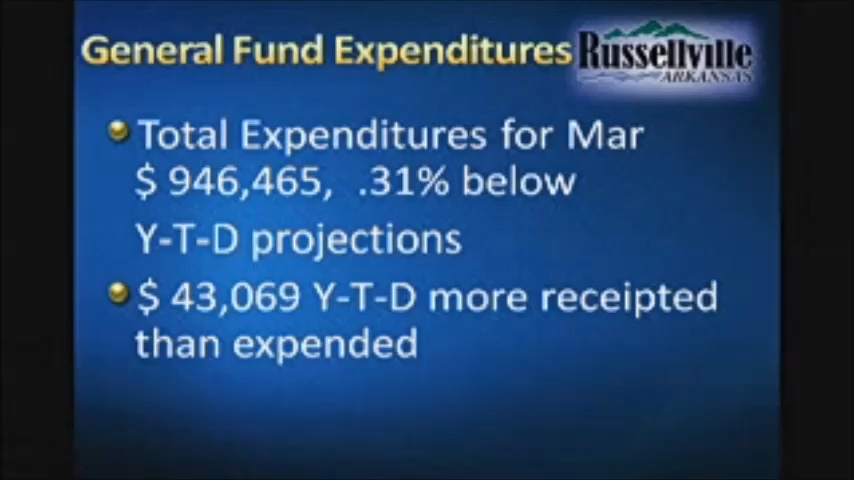 General Fund Expenditures
Russellville
ARKANSAS
Total Expenditures for Mar
$ 946,465,  .31% below
Y-T-D projections
$ 43,069 Y-T-D more receipted
than expended